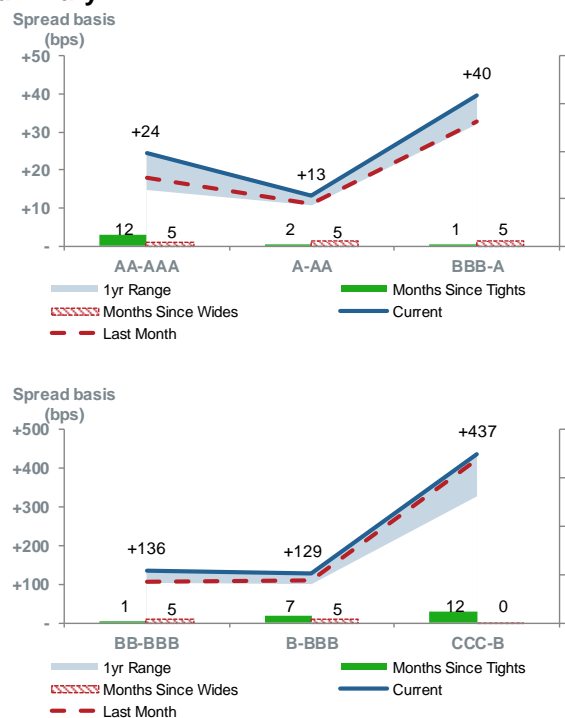 Spread basis
(bps)
+50
+40
+30
+20
+10
-
+24
+13
+40
12 5 2 5 1 5
AA-AAA A-AA BBB-A
1yr Range Months Since Tights
Months Since Wides Current
Last Month
Spread basis
(bps)
+500
+400
+300
+200
+100
-
+136
+129
+437
1 5 7 5 12 0
BB-BBB B-BBB CCC-B
1yr Range Months Since Tights
Months Since Wides Current
Last Month